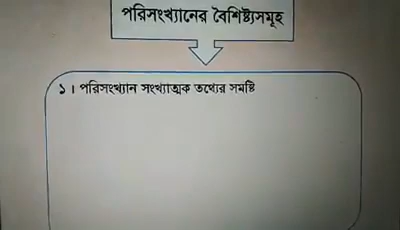 পরিসংখ্যানের বৈশিষ্ট্যসমূহ
১। পরিসংখ্যান সংখ্যাত্মক তথ্যের সমষ্টি